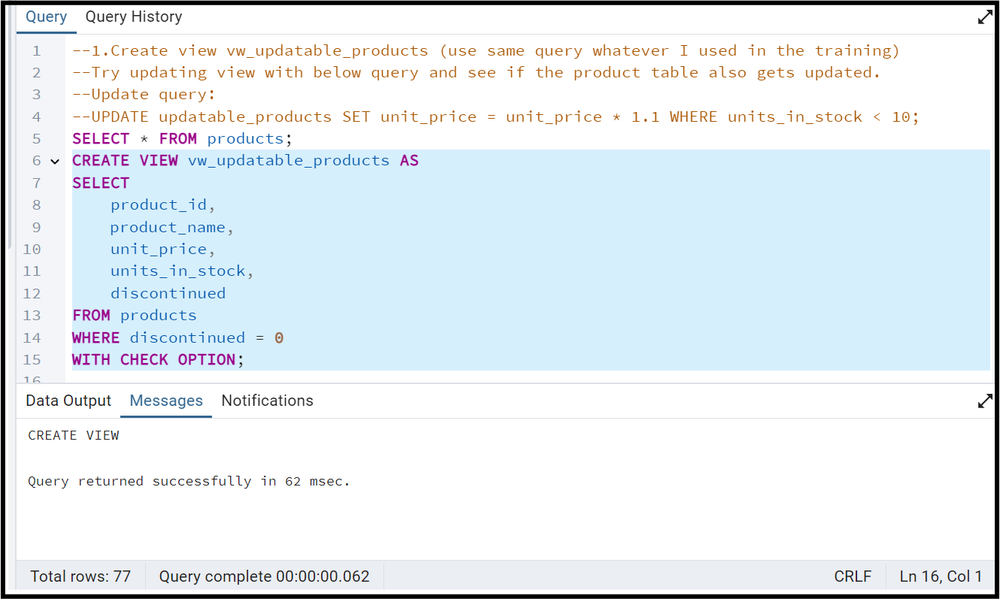 Query Query History
1 --1.Create view vw_updatable_products (use same query whatever I used in the training)
2 --Try updating view with below query and see if the product table also gets updated.
3 --Update query:
4 --UPDATE updatable_products SET unit_price = unit_price * 1.1 WHERE units_in_stock < 10;
5 SELECT * FROM products;
6 CREATE VIEW vw_updatable_products AS
7 SELECT
8 product_id,
9 product_name,
10 unit_price,
11 units_in_stock,
12 discontinued
13 FROM products
14 WHERE discontinued = 0
15 WITH CHECK OPTION;
16
Data Output Messages Notifications
CREATE VIEW
Query returned successfully in 62 msec.
Total rows: 77 Query complete 00:00:00.062 CRLF Ln 16, Col 1